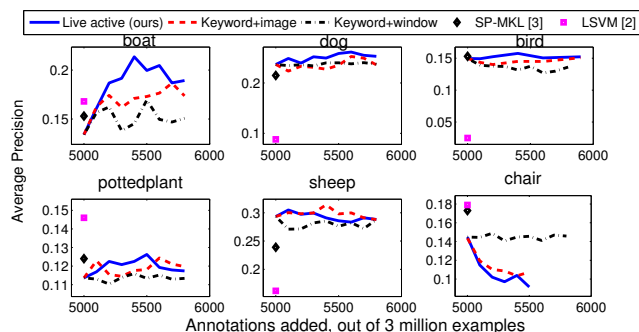 Live active (ours) Keyword+image Keyword+window SP-MKL [3] LSVM [2]
boat dog bird
0.2
0.15
5000 5500 6000
0.2
0.1
5000 5500 6000
0.15
0.1
0.05
5000 5500 6000
Average Precision
pottedplant sheep chair
0.15
0.14
0.13
0.12
0.11
5000 5500 6000
0.3
0.25
0.2
5000 5500 6000
0.18
0.16
0.14
0.12
0.1
5000 5500 6000
Annotations added, out of 3 million examples